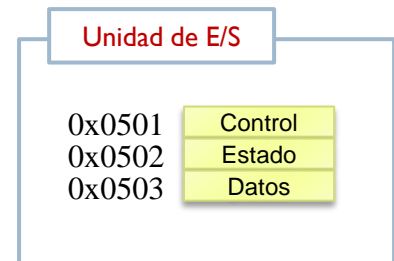 Unidad de E/S
0x0501 Control
0x0502 Estado
0x0503 Datos